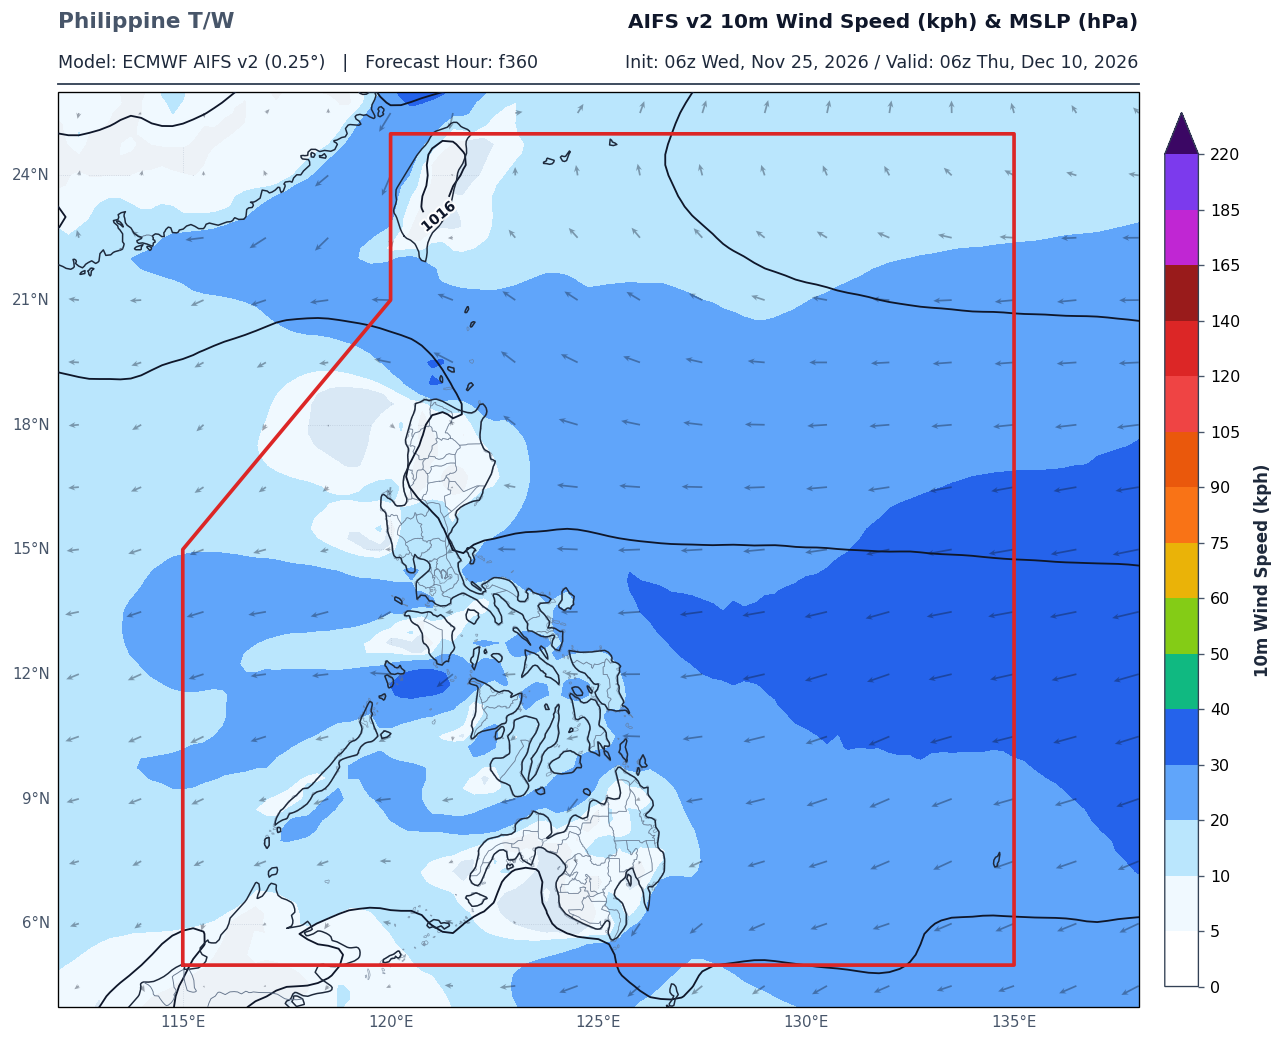 Philippine T/W
AIFS v2 10m Wind Speed (kph) & MSLP (hPa)
Model: ECMWF AIFS v2 (0.25°) | Forecast Hour: f360
Init: 06z Wed, Nov 25, 2026 / Valid: 06z Thu, Dec 10, 2026
24°N
21°N
18°N
15°N
12°N
9°N
6°N
1016
115°E
120°E
125°E
130°E
135°E
220
185
165
140
120
105
90
75
60
50
40
30
20
10
5
0
10m Wind Speed (kph)